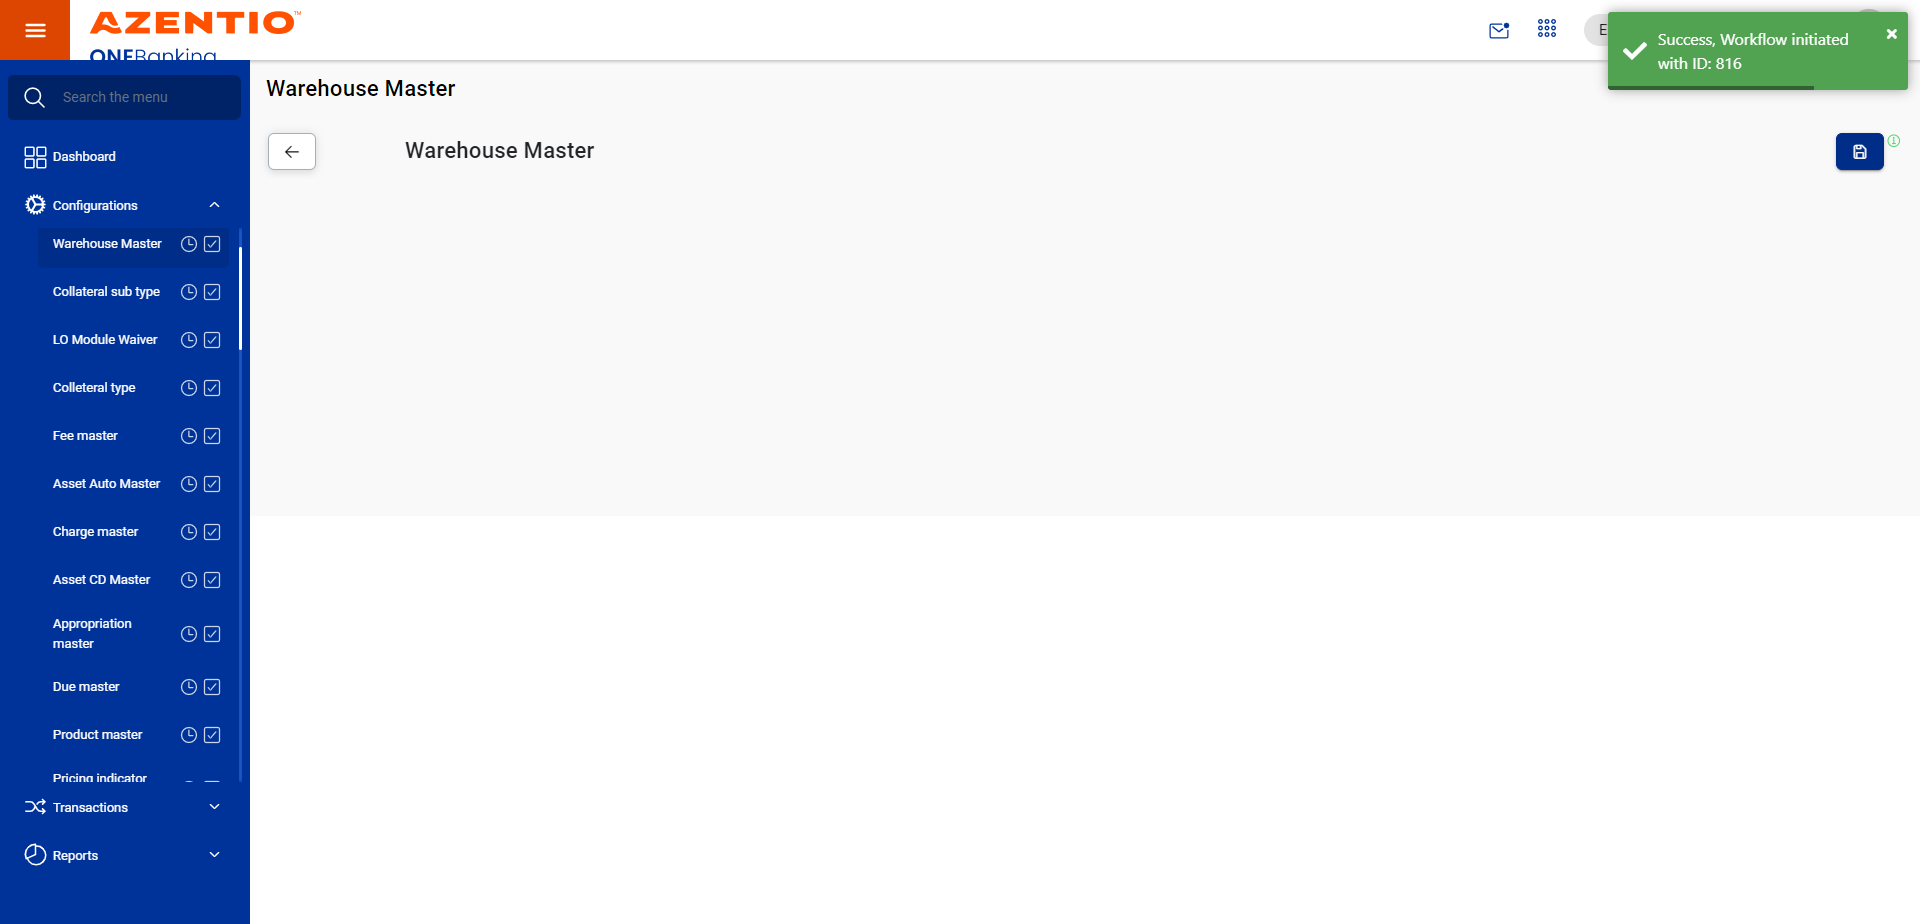 AZENTIO™
ONEBanking
E
Success, Workflow initiated
with ID: 816
Search the menu
Dashboard
Configurations
Warehouse Master
Collateral sub type
LO Module Waiver
Colleteral type
Fee master
Asset Auto Master
Charge master
Asset CD Master
Appropriation
master
Due master
Product master
Pricing indicator
Transactions
Reports
Warehouse Master
Warehouse Master